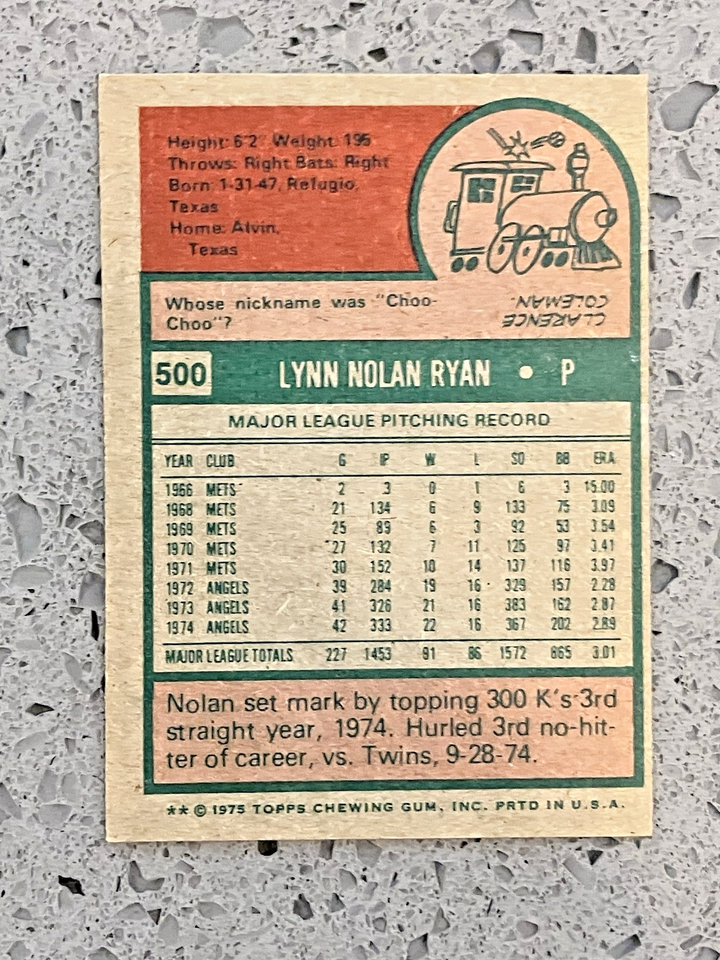 Height: 6'2" Weight: 195
Throws: Right Bats: Right
Born: 1-31-47, Refugio,
Texas
Home: Alvin,
Texas
Whose nickname was "Choo-
Choo"?
CLARENCE
COLEMAN.
500 LYNN NOLAN RYAN • P
MAJOR LEAGUE PITCHING RECORD
YEAR CLUB G IP W L SO BB ERA
1966 METS 2 3 0 1 6 3 15.00
1968 METS 21 134 6 9 133 75 3.09
1969 METS 25 89 6 3 92 53 3.54
1970 METS 27 132 7 11 125 97 3.41
1971 METS 30 152 10 14 137 116 3.97
1972 ANGELS 39 284 19 16 329 157 2.28
1973 ANGELS 41 326 21 16 383 162 2.87
1974 ANGELS 42 333 22 16 367 202 2.89
MAJOR LEAGUE TOTALS 227 1453 91 86 1572 865 3.01
Nolan set mark by topping 300 K's-3rd
straight year, 1974. Hurled 3rd no-hit-
ter of career, vs. Twins, 9-28-74.
** © 1975 TOPPS CHEWING GUM, INC. PRTD IN U.S.A.